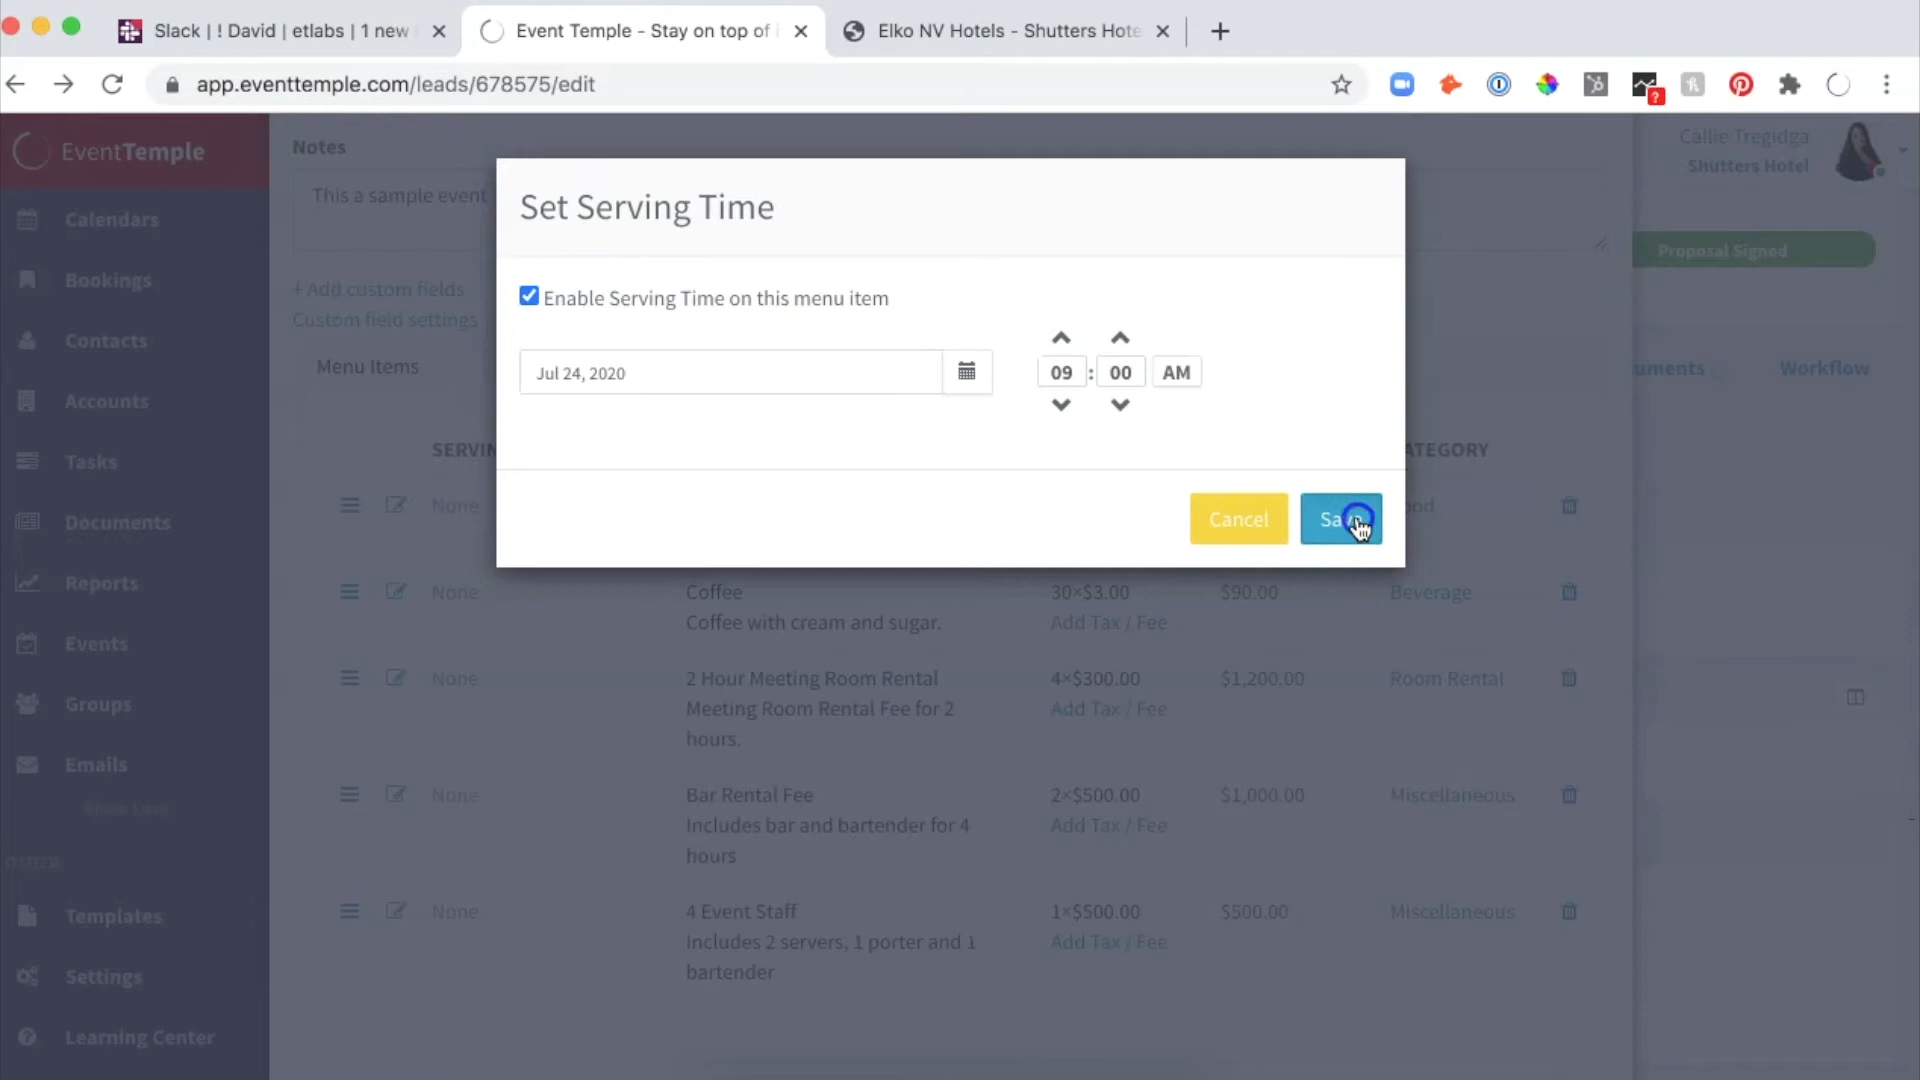 Slack | ! David | etlabs | 1 new
Event Temple - Stay on top of
Elko NV Hotels - Shutters Hote
app.eventtemple.com/leads/678575/edit
EventTemple
Calendars
Bookings
Contacts
Accounts
Tasks
Documents
Reports
Events
Groups
Emails
Show Less
OTHER
Templates
Settings
Learning Center
Callie Tregidga
Shutters Hotel
Proposal Signed
uments
Workflow
Notes
This a sample event
+ Add custom fields
Custom field settings
Menu Items
Set Serving Time
Enable Serving Time on this menu item
Jul 24, 2020
09 : 00 AM
Cancel
Save
SERVIN
ATEGORY
None
ood
None
Coffee
30×$3.00
$90.00
Beverage
Coffee with cream and sugar.
Add Tax / Fee
None
2 Hour Meeting Room Rental
4×$300.00
$1,200.00
Room Rental
Meeting Room Rental Fee for 2
Add Tax / Fee
hours.
None
Bar Rental Fee
2×$500.00
$1,000.00
Miscellaneous
Includes bar and bartender for 4
Add Tax / Fee
hours
None
4 Event Staff
1×$500.00
$500.00
Miscellaneous
Includes 2 servers, 1 porter and 1
Add Tax / Fee
bartender